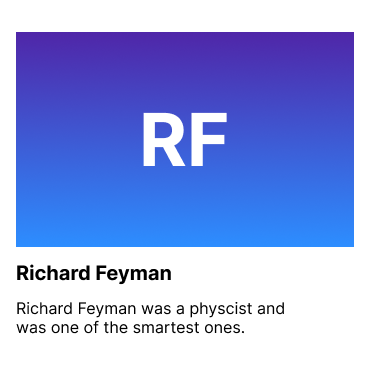 RF
Richard Feyman
Richard Feyman was a physcist and
was one of the smartest ones.